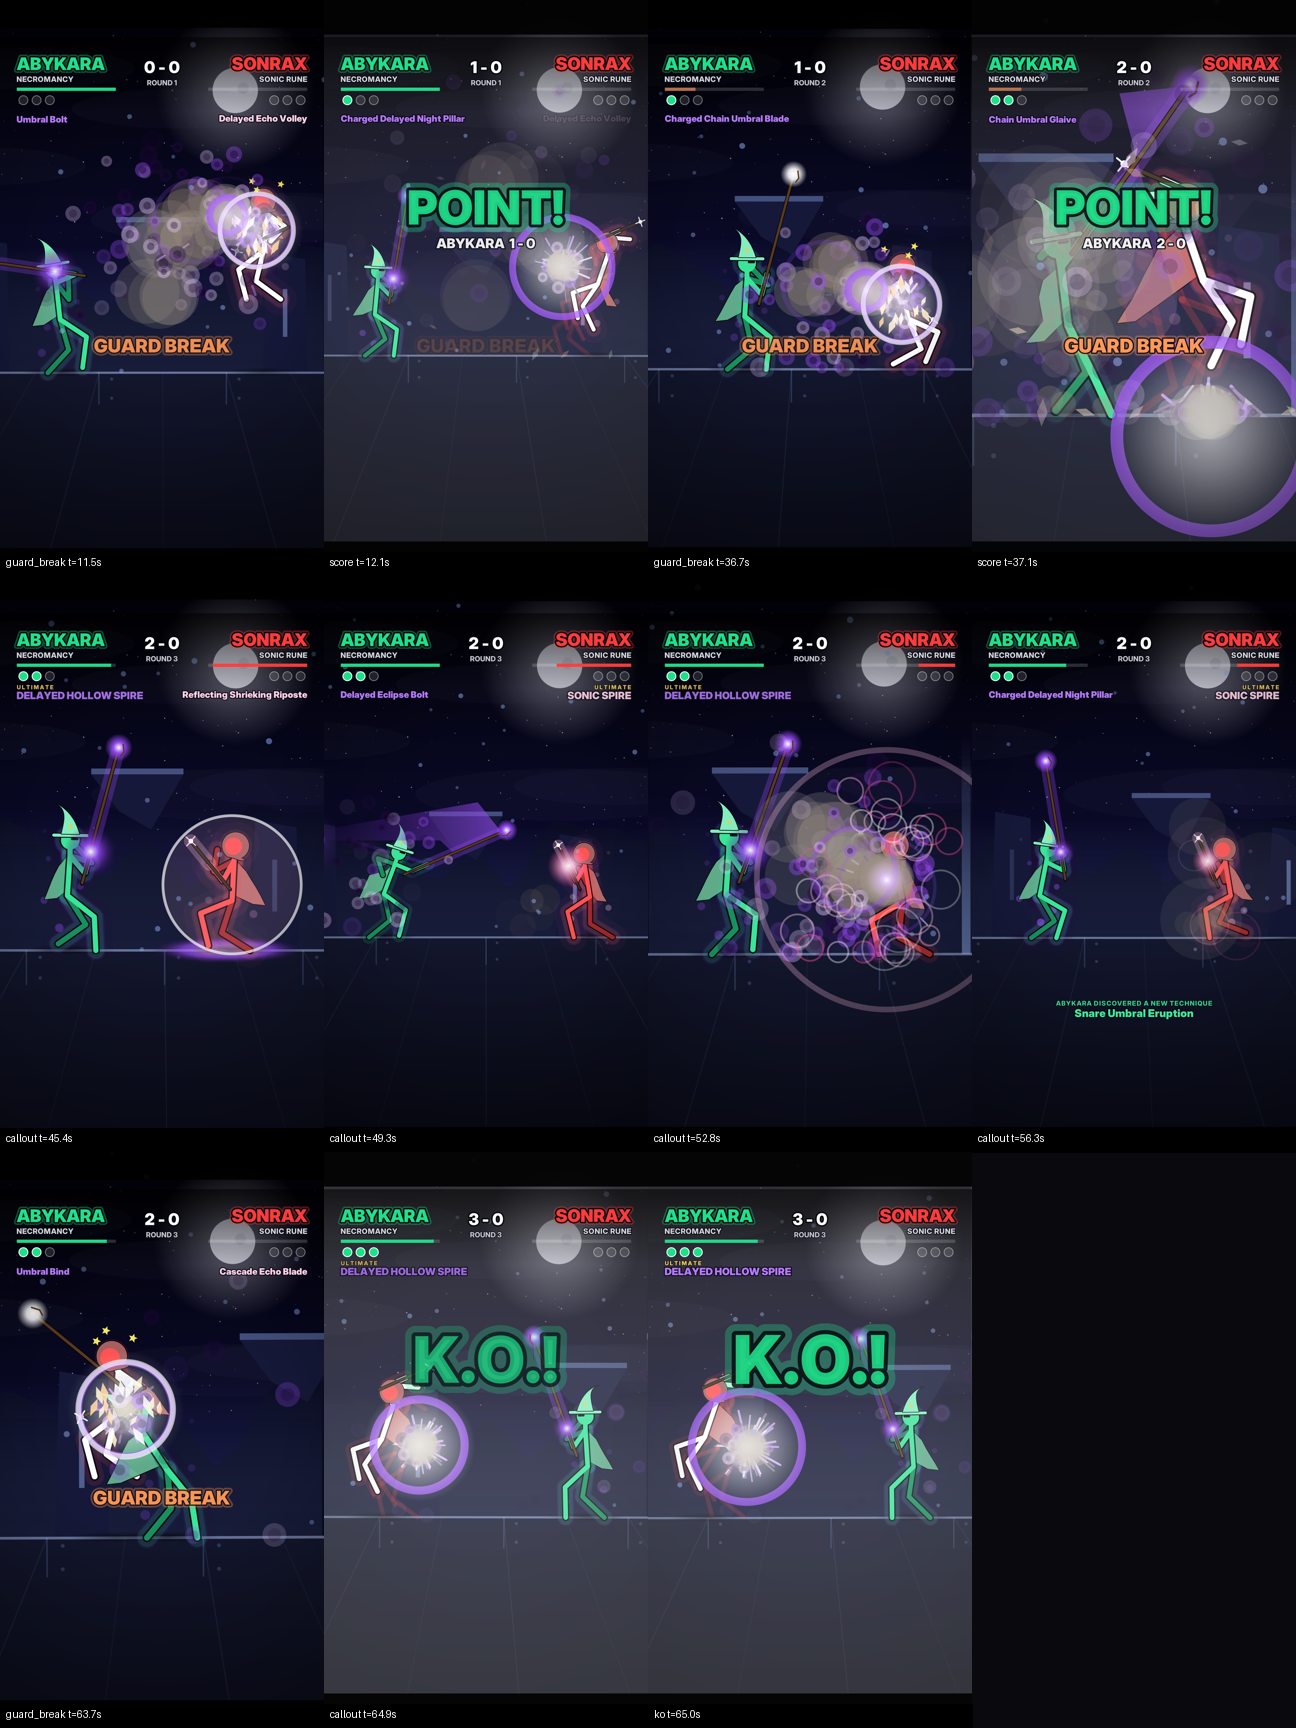 ABYKARA
NECROMANCY
0-0
ROUND 1
SONRAX
SONIC RUNE
Umbral Bolt
Delayed Echo Volley
GUARD BREAK
guard_break t=11.5s
ABYKARA
NECROMANCY
1-0
ROUND 1
SONRAX
SONIC RUNE
Charged Delayed Night Pillar
Delayed Echo Volley
POINT!
ABYKARA 1-0
GUARD BREAK
score t=12.1s
ABYKARA
NECROMANCY
1-0
ROUND 2
SONRAX
SONIC RUNE
Charged Chain Umbral Blade
GUARD BREAK
guard_break t=36.7s
ABYKARA
NECROMANCY
2-0
ROUND 2
SONRAX
SONIC RUNE
Chain Umbral Glaive
POINT!
ABYKARA 2-0
GUARD BREAK
score t=37.1s
ABYKARA
NECROMANCY
2-0
ROUND 3
SONRAX
SONIC RUNE
ULTIMATE
DELAYED HOLLOW SPIRE
Reflecting Shrieking Riposte
callout t=45.4s
ABYKARA
NECROMANCY
2-0
ROUND 3
SONRAX
SONIC RUNE
Delayed Eclipse Bolt
ULTIMATE
SONIC SPIRE
callout t=49.3s
ABYKARA
NECROMANCY
2-0
ROUND 3
SONRAX
SONIC RUNE
ULTIMATE
DELAYED HOLLOW SPIRE
callout t=52.8s
ABYKARA
NECROMANCY
2-0
ROUND 3
SONRAX
SONIC RUNE
Charged Delayed Night Pillar
ULTIMATE
SONIC SPIRE
ABYKARA DISCOVERED A NEW TECHNIQUE
Snare Umbral Eruption
callout t=56.3s
ABYKARA
NECROMANCY
2-0
ROUND 3
SONRAX
SONIC RUNE
Umbral Bind
Cascade Echo Blade
GUARD BREAK
guard_break t=63.7s
ABYKARA
NECROMANCY
3-0
ROUND 3
SONRAX
SONIC RUNE
ULTIMATE
DELAYED HOLLOW SPIRE
K.O.!
callout t=64.9s
ABYKARA
NECROMANCY
3-0
ROUND 3
SONRAX
SONIC RUNE
ULTIMATE
DELAYED HOLLOW SPIRE
K.O.!
ko t=65.0s